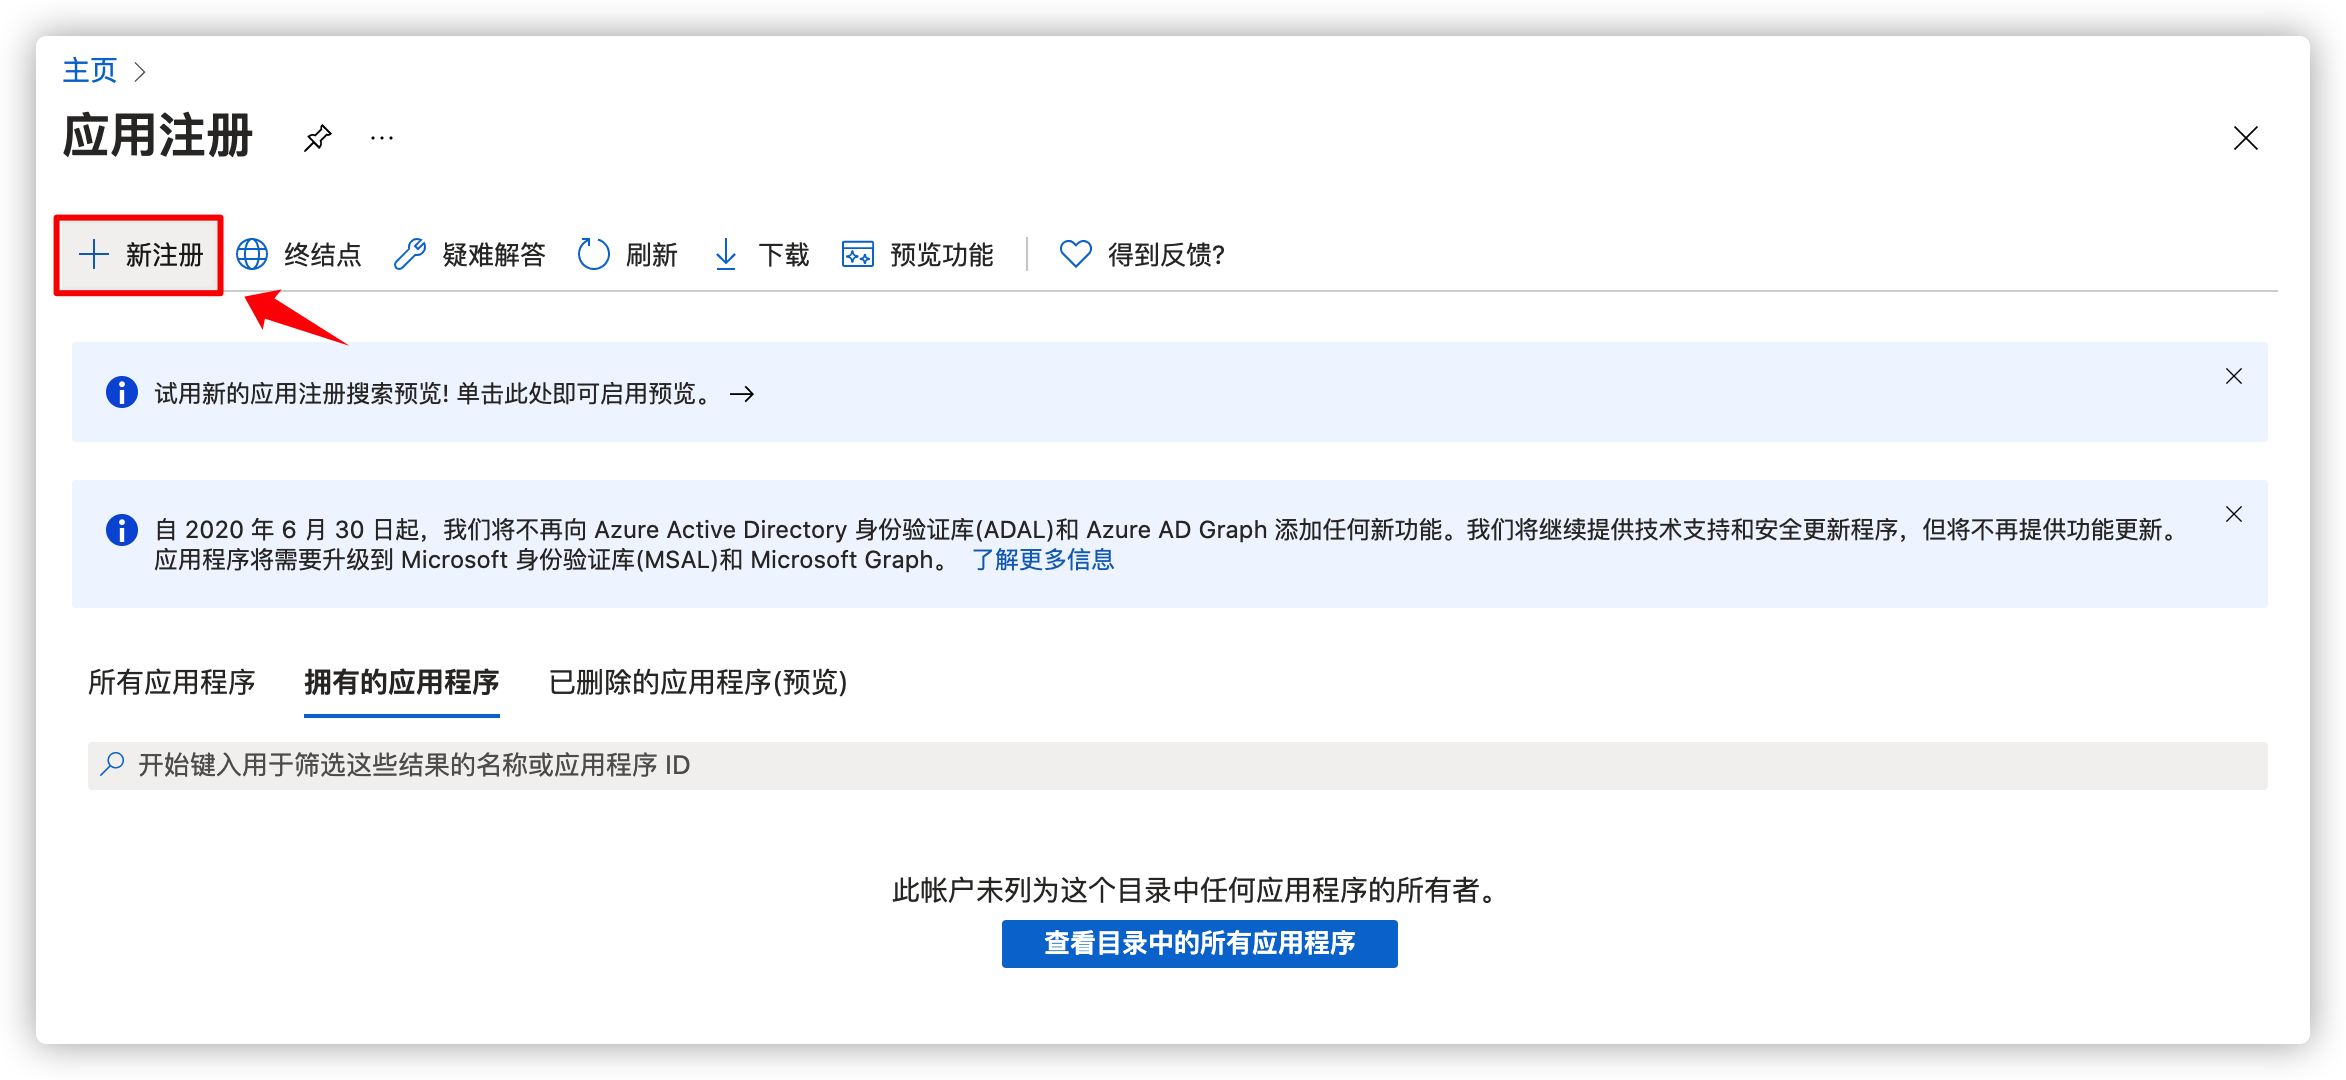 主页
应用注册
新注册 终结点 疑难解答 刷新 下载 预览功能 得到反馈?
试用新的应用注册搜索预览! 单击此处即可启用预览。
自 2020 年 6 月 30 日起，我们将不再向 Azure Active Directory 身份验证库(ADAL)和 Azure AD Graph 添加任何新功能。我们将继续提供技术支持和安全更新程序，但将不再提供功能更新。
应用程序将需要升级到 Microsoft 身份验证库(MSAL)和 Microsoft Graph。 了解更多信息
所有应用程序 拥有的应用程序 已删除的应用程序(预览)
开始键入用于筛选这些结果的名称或应用程序 ID
此帐户未列为这个目录中任何应用程序的所有者。
查看目录中的所有应用程序